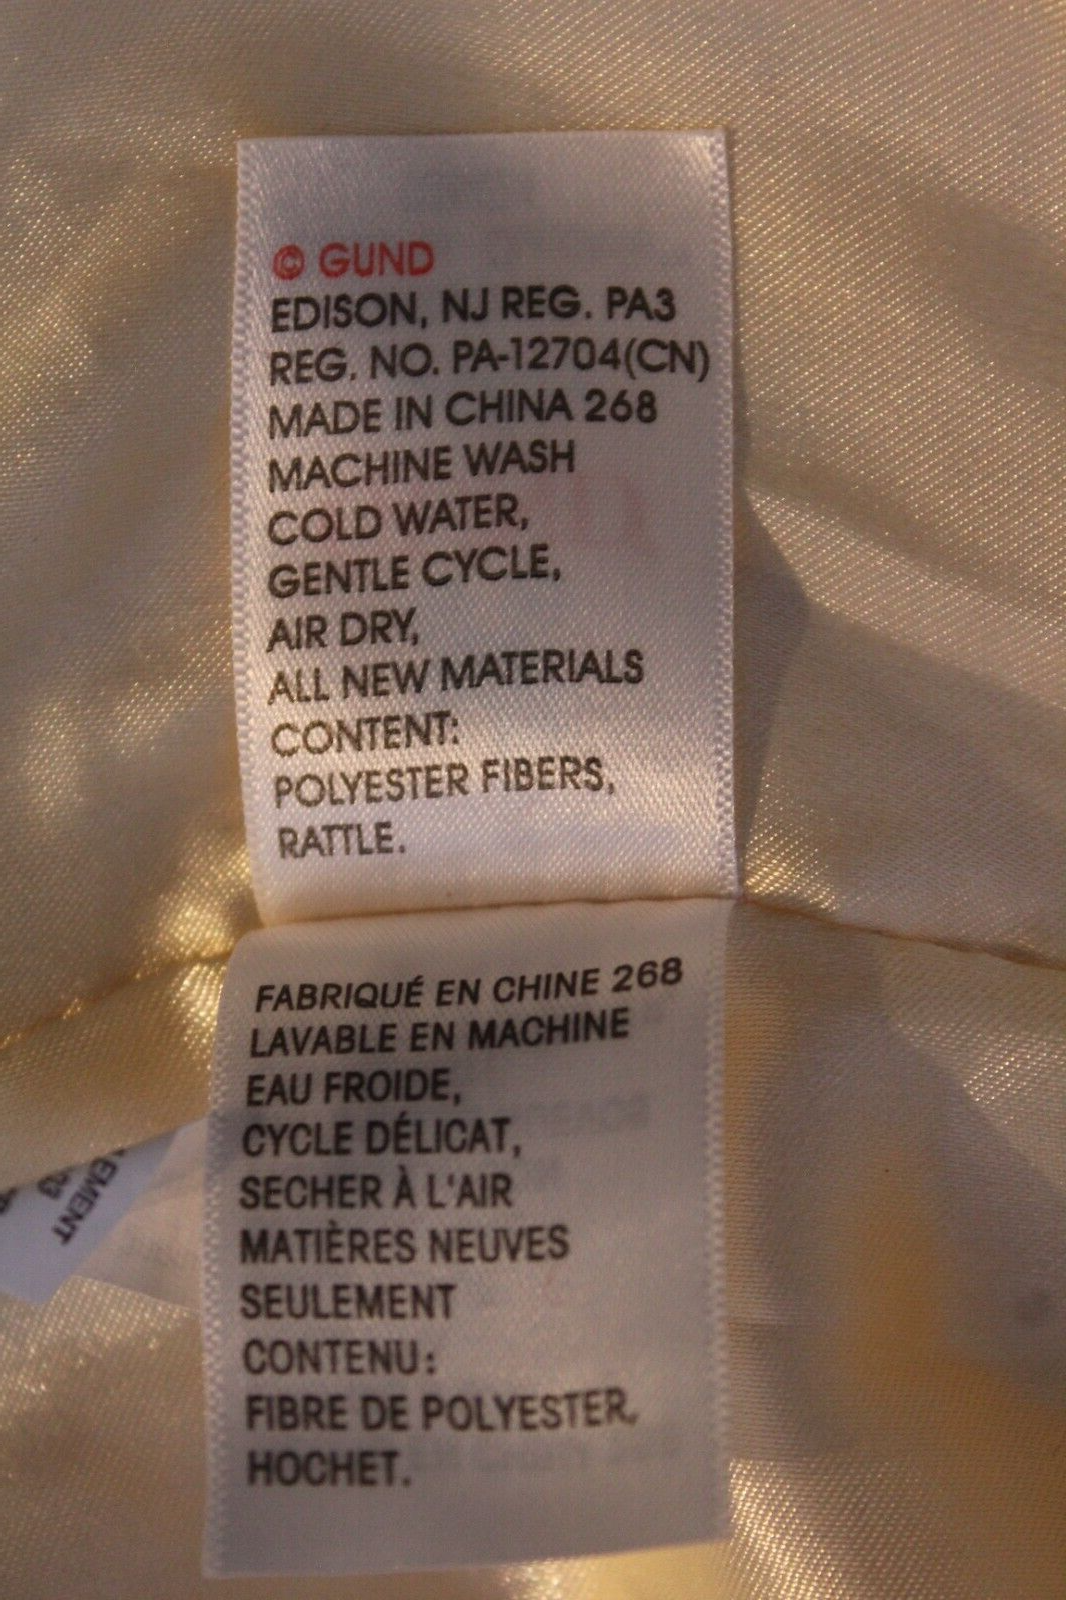 © GUND
EDISON, NJ REG. PA3
REG. NO. PA-12704(CN)
MADE IN CHINA 268
MACHINE WASH
COLD WATER,
GENTLE CYCLE,
AIR DRY,
ALL NEW MATERIALS
CONTENT:
POLYESTER FIBERS,
RATTLE.
FABRIQUÉ EN CHINE 268
LAVABLE EN MACHINE
EAU FROIDE,
CYCLE DÉLICAT,
SECHER À L'AIR
MATIÈRES NEUVES
SEULEMENT
CONTENU:
FIBRE DE POLYESTER,
HOCHET.